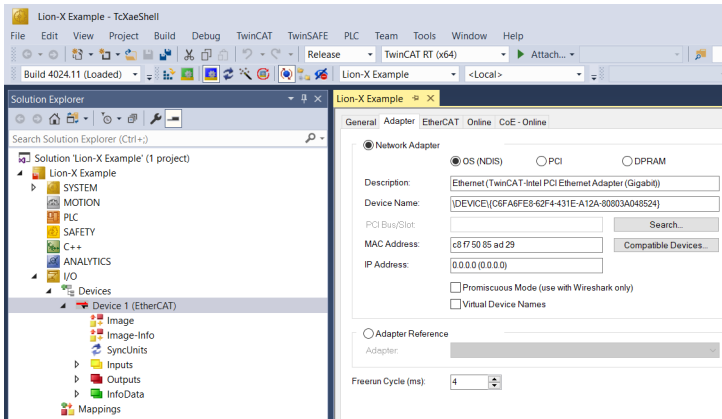 Lion-X Example - TcXaeShell
File Edit View Project Build Debug TwinCAT TwinSAFE PLC Team Tools Window Help
Release TwinCAT RT (x64) Attach...
Build 4024.11 (Loaded) Lion-X Example <Local>
Solution Explorer
Search Solution Explorer (Ctrl+;)
Solution 'Lion-X Example' (1 project)
Lion-X Example
SYSTEM
MOTION
PLC
SAFETY
C++
ANALYTICS
I/O
Devices
Device 1 (EtherCAT)
Image
Image-Info
SyncUnits
Inputs
Outputs
InfoData
Mappings
Lion-X Example
General Adapter EtherCAT Online CoE - Online
Network Adapter
OS (NDIS) PCI DPRAM
Description: Ethernet (TwinCAT-Intel PCI Ethernet Adapter (Gigabit))
Device Name: \DEVICE\{C6FA6FE8-62F4-431E-A12A-80803A048524}
PCI Bus/Slot: Search...
MAC Address: c8 f7 50 85 ad 29 Compatible Devices...
IP Address: 0.0.0.0 (0.0.0.0)
Promiscuous Mode (use with Wireshark only)
Virtual Device Names
Adapter Reference
Adapter:
Freerun Cycle (ms): 4